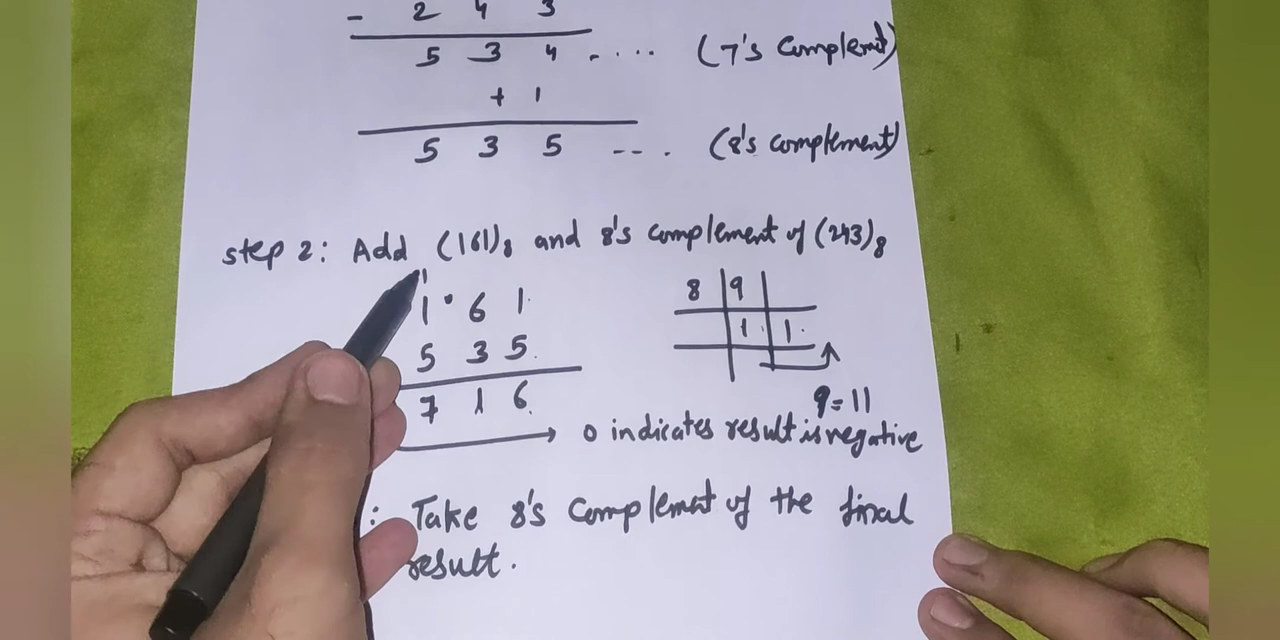 - 2 4 3
5 3 4 - . . . . (7's Complemt)
+ 1
5 3 5 - - - . (8's complement)
step 2: Add (161)8 and 8's complement of (243)8
1
1 6 1
5 3 5
7 1 6
8 9
1 1
9=11
0 indicates result is negative
: Take 8's Complement of the final
result.